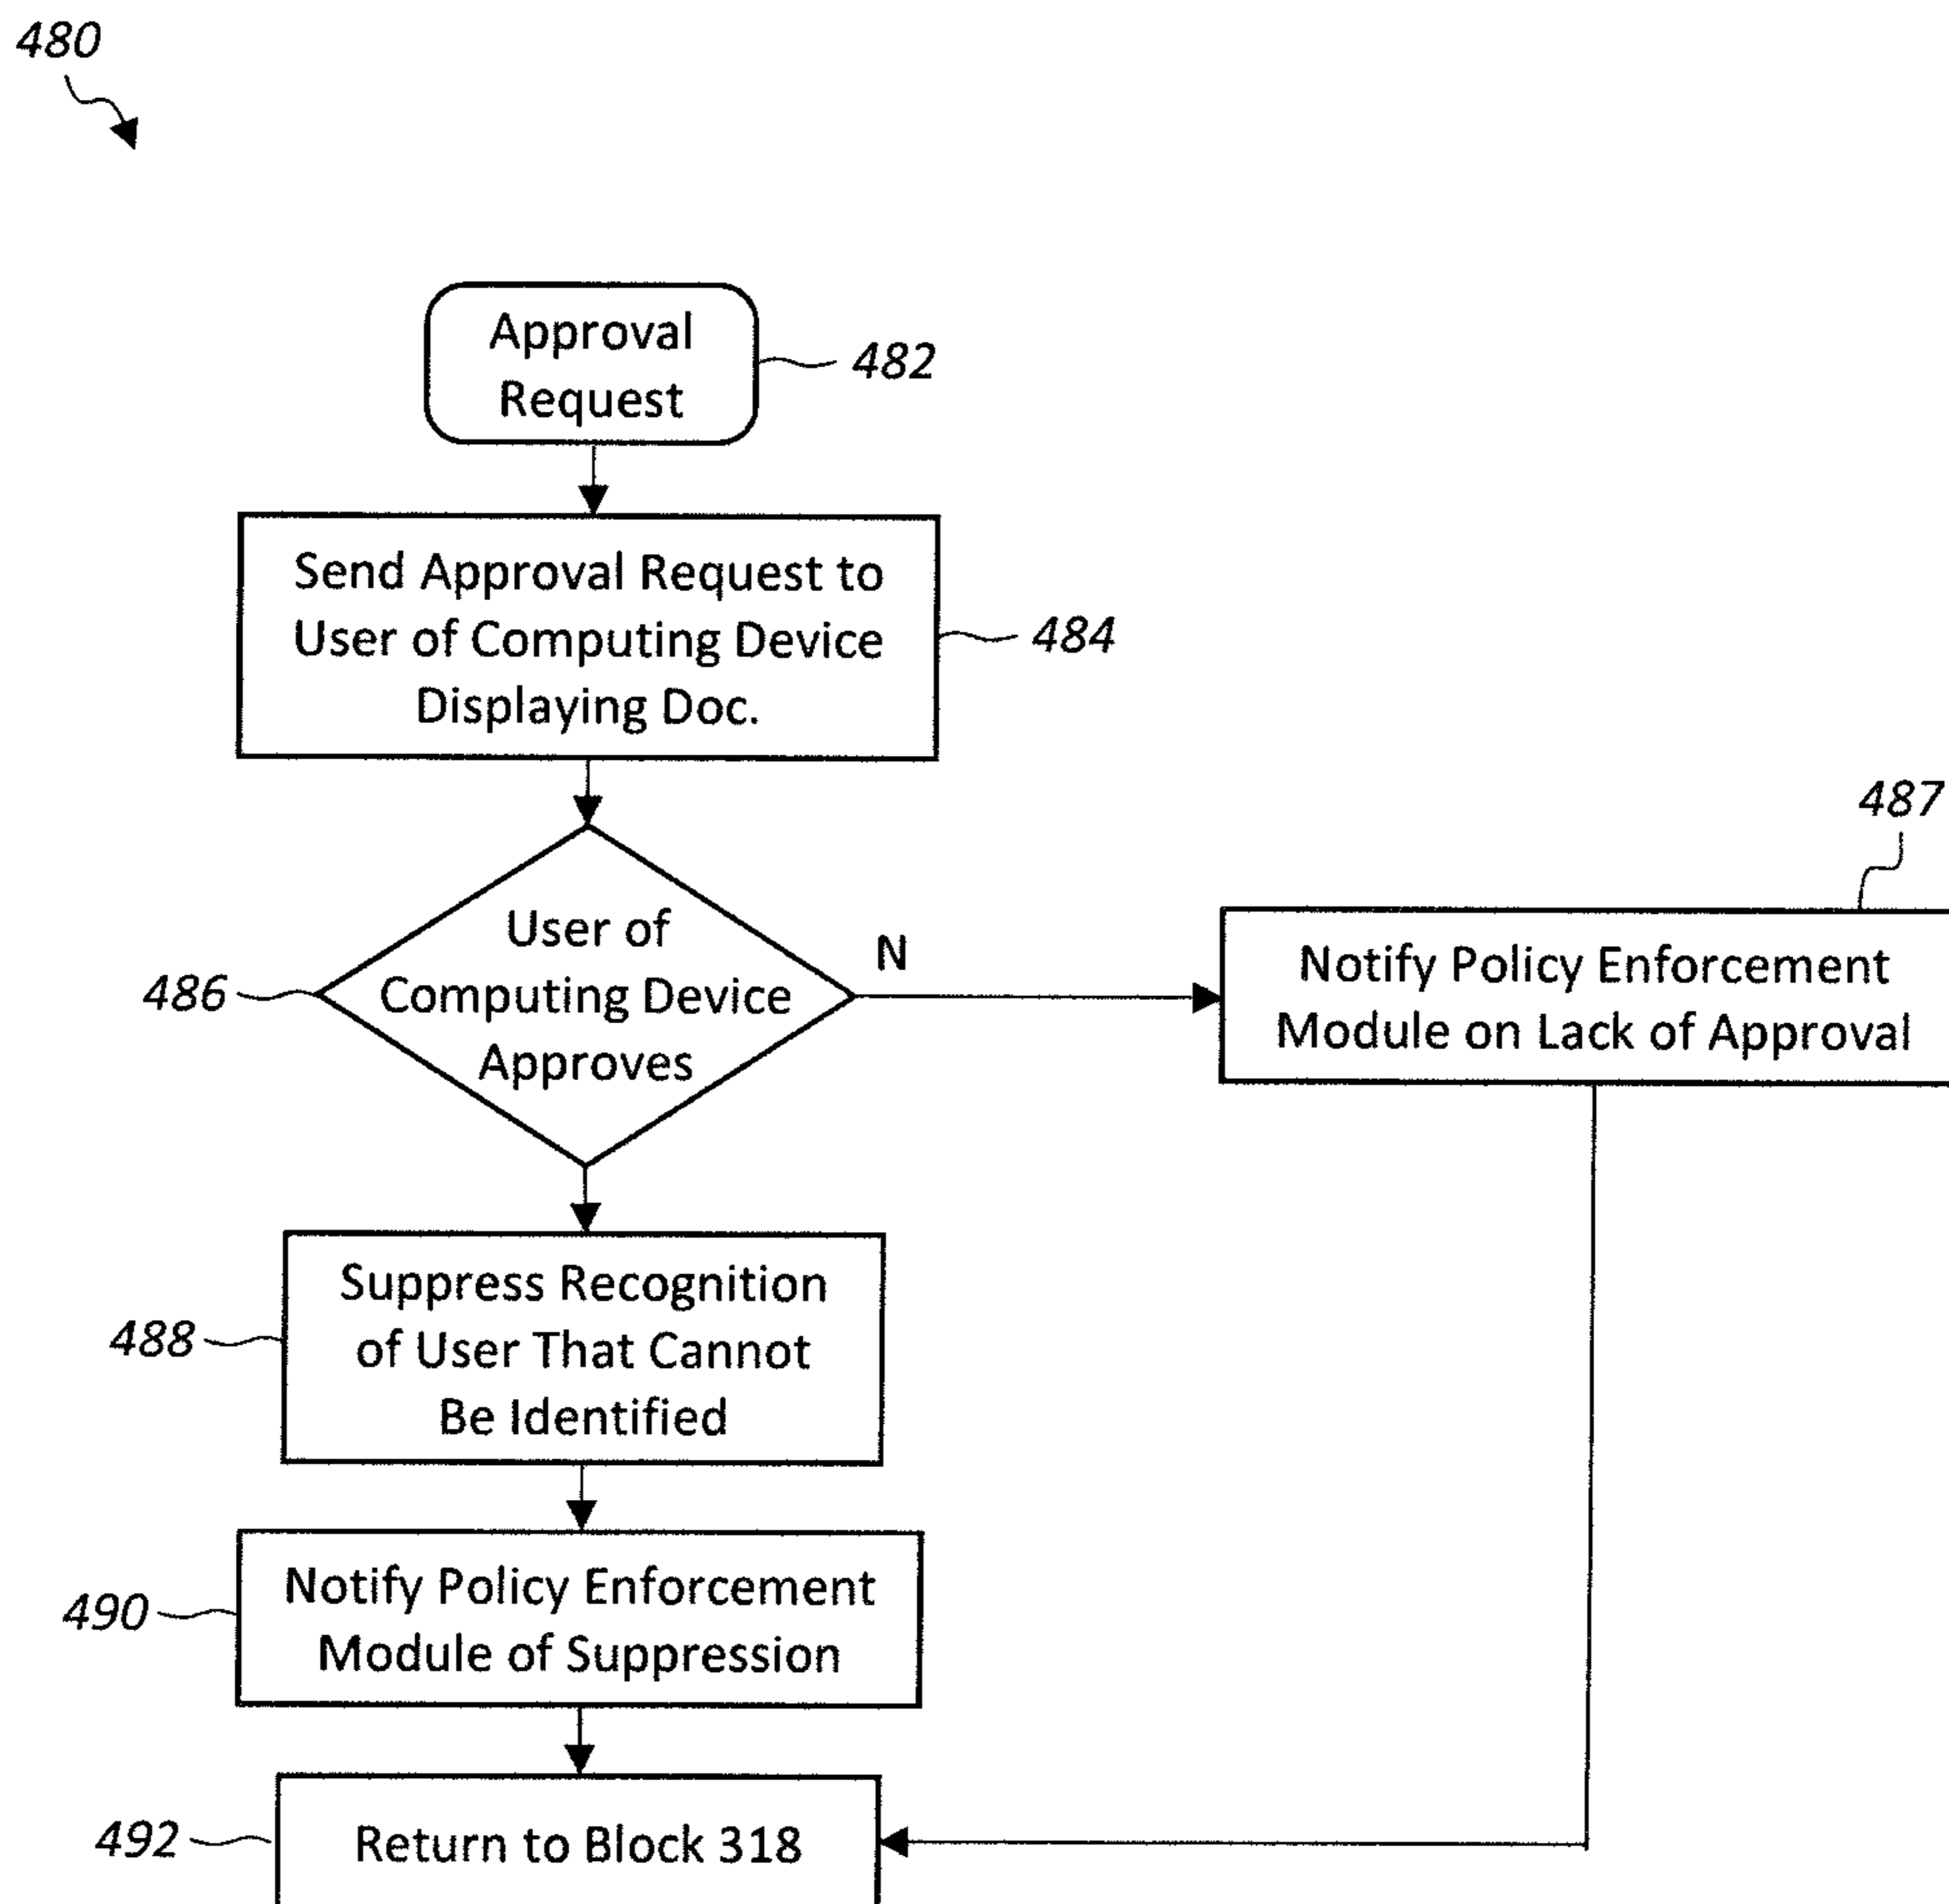 480
Approval
Request
482
Send Approval Request to
User of Computing Device
Displaying Doc.
484
User of
Computing Device
Approves
486
N
487
Notify Policy Enforcement
Module on Lack of Approval
Suppress Recognition
of User That Cannot
Be Identified
488
Notify Policy Enforcement
Module of Suppression
490
Return to Block 318
492